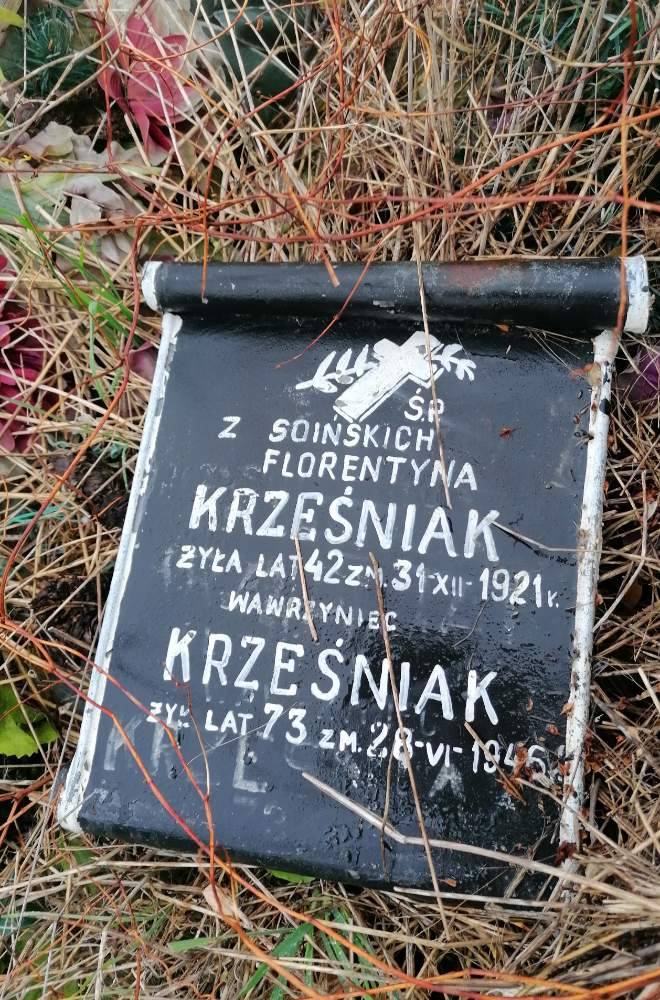 ŚP
Z SOIŃSKICH
FLORENTYNA
KRZEŚNIAK
ŻYŁA LAT 42 ZM. 31-XII-1921 R.
WAWRZYNIEC
KRZEŚNIAK
ŻYŁ LAT 73 ZM. 28-VI-1946